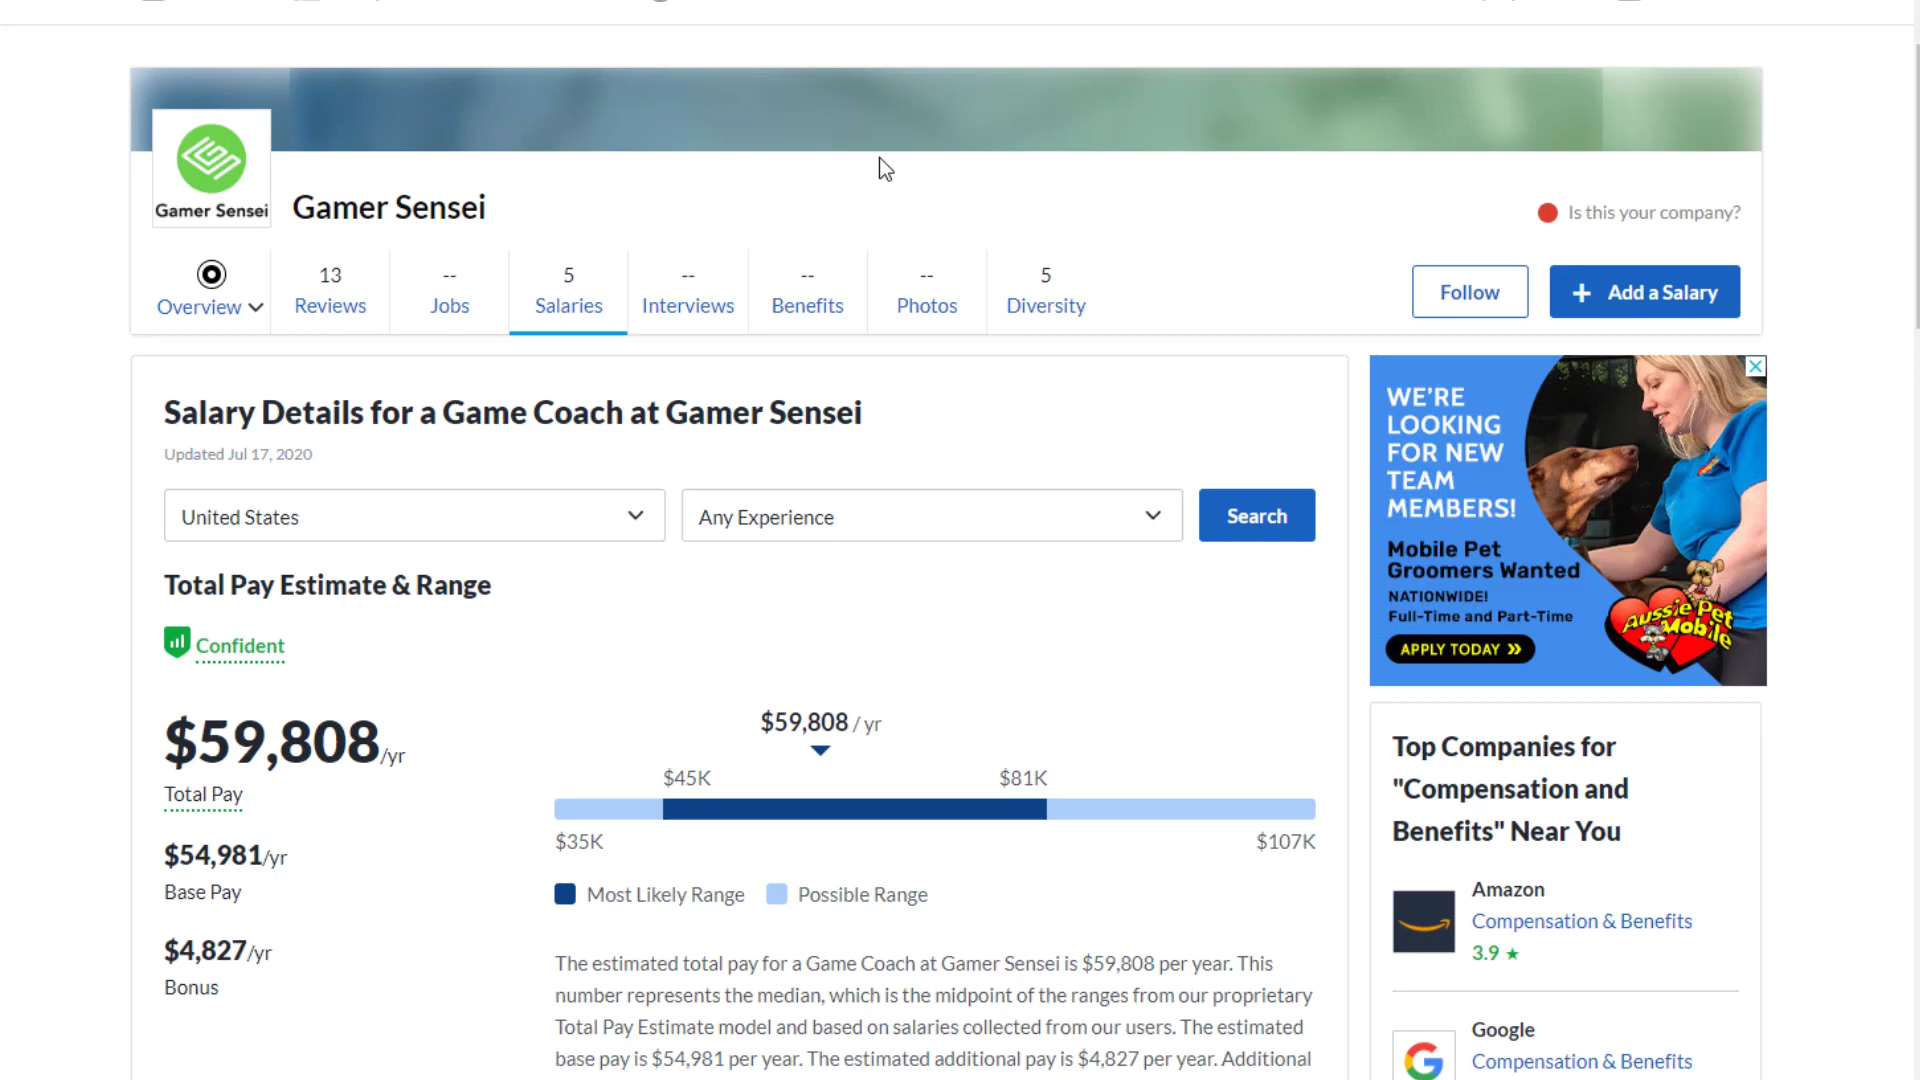 Gamer Sensei
Gamer Sensei
Is this your company?
Overview
13
Reviews
--
Jobs
5
Salaries
--
Interviews
--
Benefits
--
Photos
5
Diversity
Follow
+ Add a Salary
Salary Details for a Game Coach at Gamer Sensei
Updated Jul 17, 2020
United States
Any Experience
Search
Total Pay Estimate & Range
Confident
$59,808/yr
Total Pay
$54,981/yr
Base Pay
$4,827/yr
Bonus
$59,808 / yr
$45K
$81K
$35K
$107K
Most Likely Range
Possible Range
The estimated total pay for a Game Coach at Gamer Sensei is $59,808 per year. This
number represents the median, which is the midpoint of the ranges from our proprietary
Total Pay Estimate model and based on salaries collected from our users. The estimated
base pay is $54,981 per year. The estimated additional pay is $4,827 per year. Additional
WE'RE
LOOKING
FOR NEW
TEAM
MEMBERS!
Mobile Pet
Groomers Wanted
NATIONWIDE!
Full-Time and Part-Time
APPLY TODAY »
Aussie Pet
Mobile
Top Companies for
"Compensation and
Benefits" Near You
Amazon
Compensation & Benefits
3.9 ★
Google
Compensation & Benefits